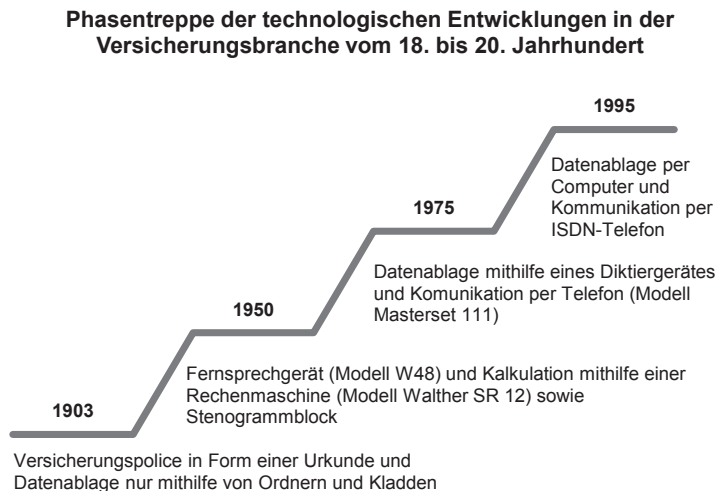 Phasentreppe der technologischen Entwicklungen in der
Versicherungsbranche vom 18. bis 20. Jahrhundert
1995
Datenablage per
Computer und
Kommunikation per
ISDN-Telefon
1975
Datenablage mithilfe eines Diktiergerätes
und Komunikation per Telefon (Modell
Masterset 111)
1950
Fernsprechgerät (Modell W48) und Kalkulation mithilfe einer
Rechenmaschine (Modell Walther SR 12) sowie
Stenogrammblock
1903
Versicherungspolice in Form einer Urkunde und
Datenablage nur mithilfe von Ordnern und Kladden